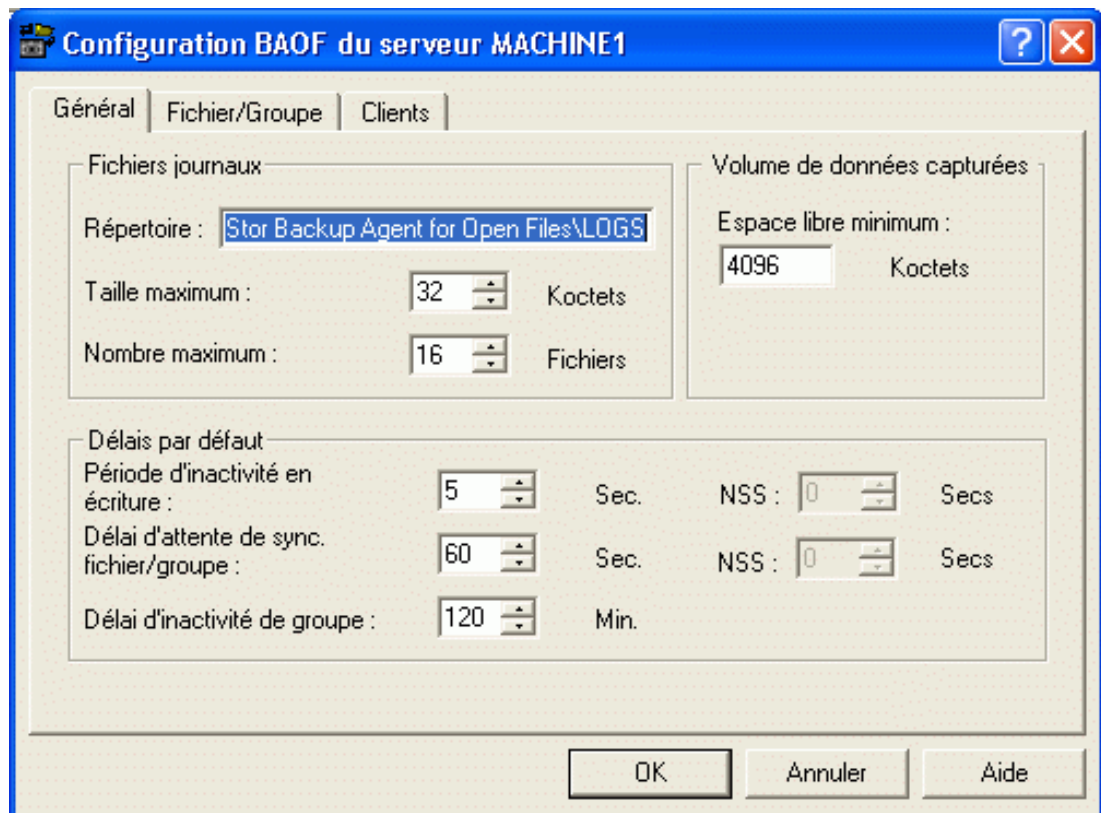 Configuration BAOF du serveur MACHINE1
Général Fichier/Groupe Clients
Fichiers journaux
Répertoire : Stor Backup Agent for Open Files\LOGS
Taille maximum : 32 Koctets
Nombre maximum : 16 Fichiers
Volume de données capturées
Espace libre minimum :
4096 Koctets
Délais par défaut
Période d'inactivité en
écriture : 5 Sec. NSS : 0 Secs
Délai d'attente de sync.
fichier/groupe : 60 Sec. NSS : 0 Secs
Délai d'inactivité de groupe : 120 Min.
OK Annuler Aide